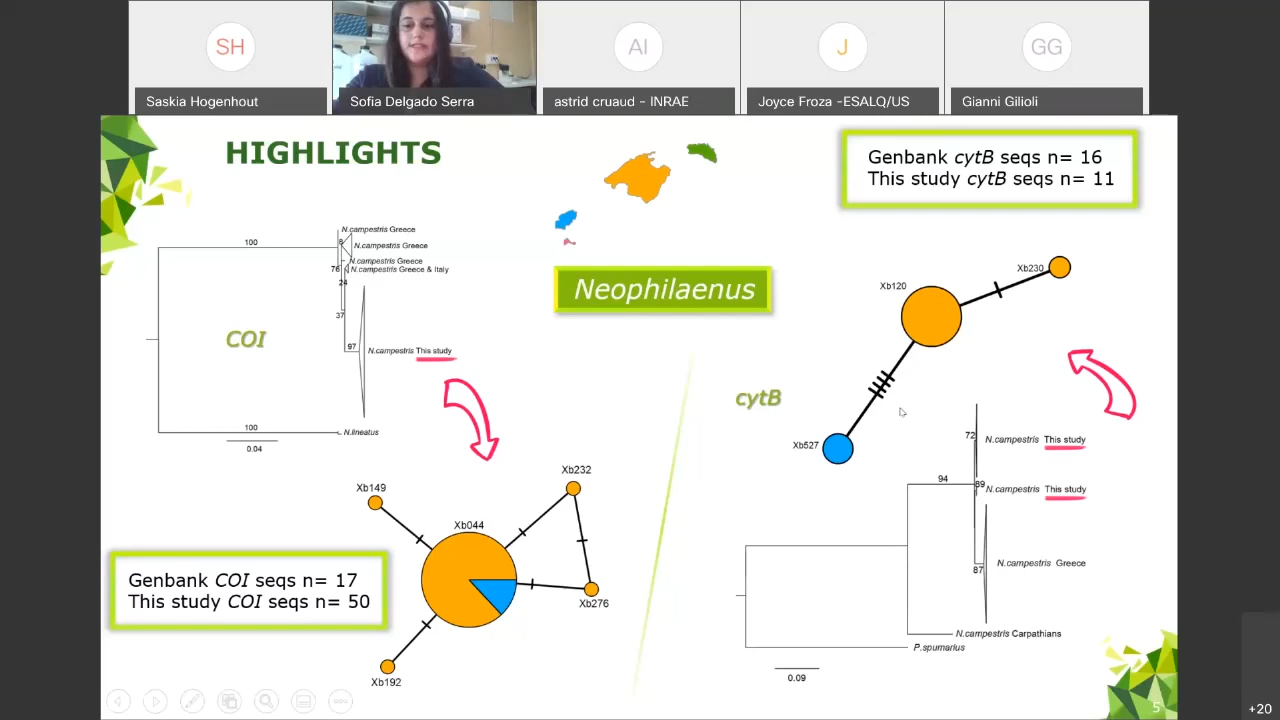 SH
AI
J
GG
Saskia Hogenhout
Sofia Delgado Serra
astrid cruaud - INRAE
Joyce Froza -ESALQ/US
Gianni Gilioli
HIGHLIGHTS
Genbank cytB seqs n= 16
This study cytB seqs n= 11
Neophilaenus
COI
100
8
76
24
37
97
N.campestris Greece
N.campestris Greece
N.campestris Greece
N.campestris Greece & Italy
N.campestris This study
100
N.lineatus
0.04
Xb149
Xb232
Xb044
Xb276
Xb192
Genbank COI seqs n= 17
This study COI seqs n= 50
cytB
Xb230
Xb120
Xb527
72
N.campestris This study
94
89
N.campestris This study
87
N.campestris Greece
N.campestris Carpathians
P.spumarius
0.09
5
+20